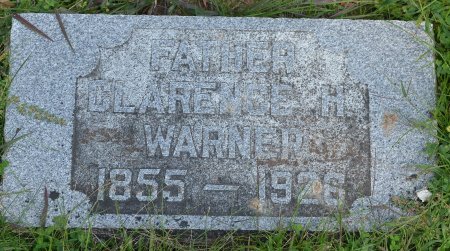 FATHER
CLARENCE H.
WARNER
1855 – 1926